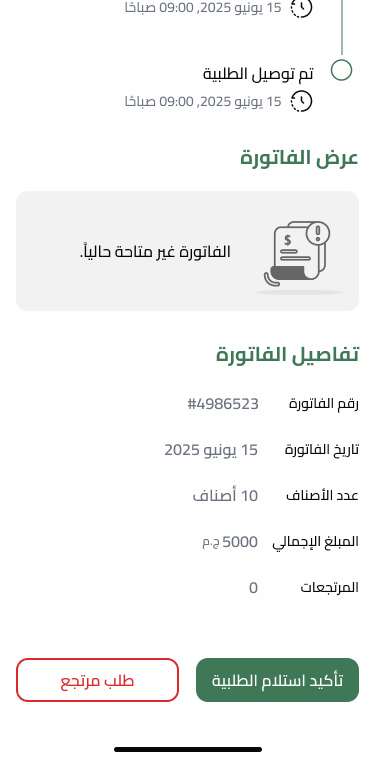 15 يونيو 2025, 09:00 صباحًا
تم توصيل الطلبية
15 يونيو 2025, 09:00 صباحًا
عرض الفاتورة
$
الفاتورة غير متاحة حالياً.
تفاصيل الفاتورة
رقم الفاتورة #4986523
تاريخ الفاتورة 15 يونيو 2025
عدد الأصناف 10 أصناف
المبلغ الإجمالي 5000 ج.م
المرتجعات 0
تأكيد استلام الطلبية
طلب مرتجع